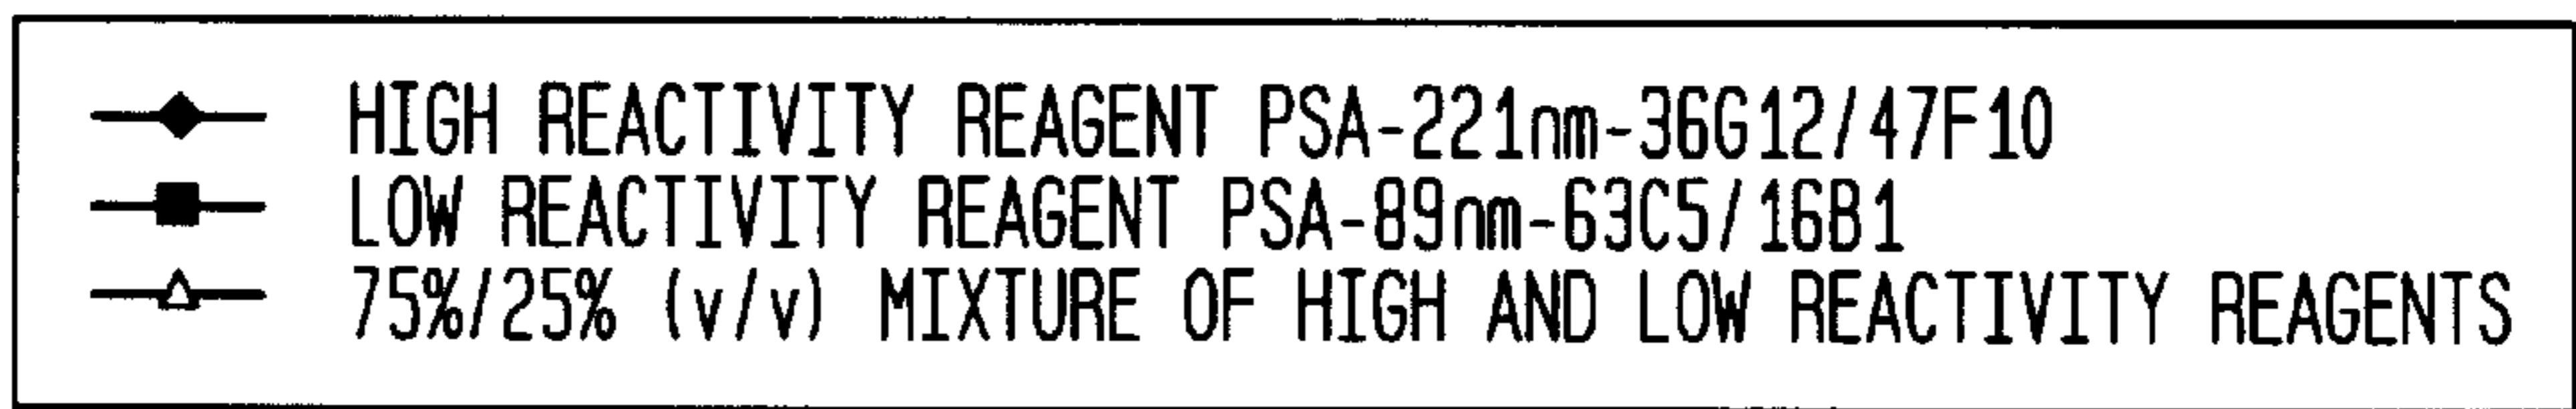 HIGH REACTIVITY REAGENT PSA-221nm-36G12/47F10
LOW REACTIVITY REAGENT PSA-89nm-63C5/16B1
75%/25% (v/v) MIXTURE OF HIGH AND LOW REACTIVITY REAGENTS